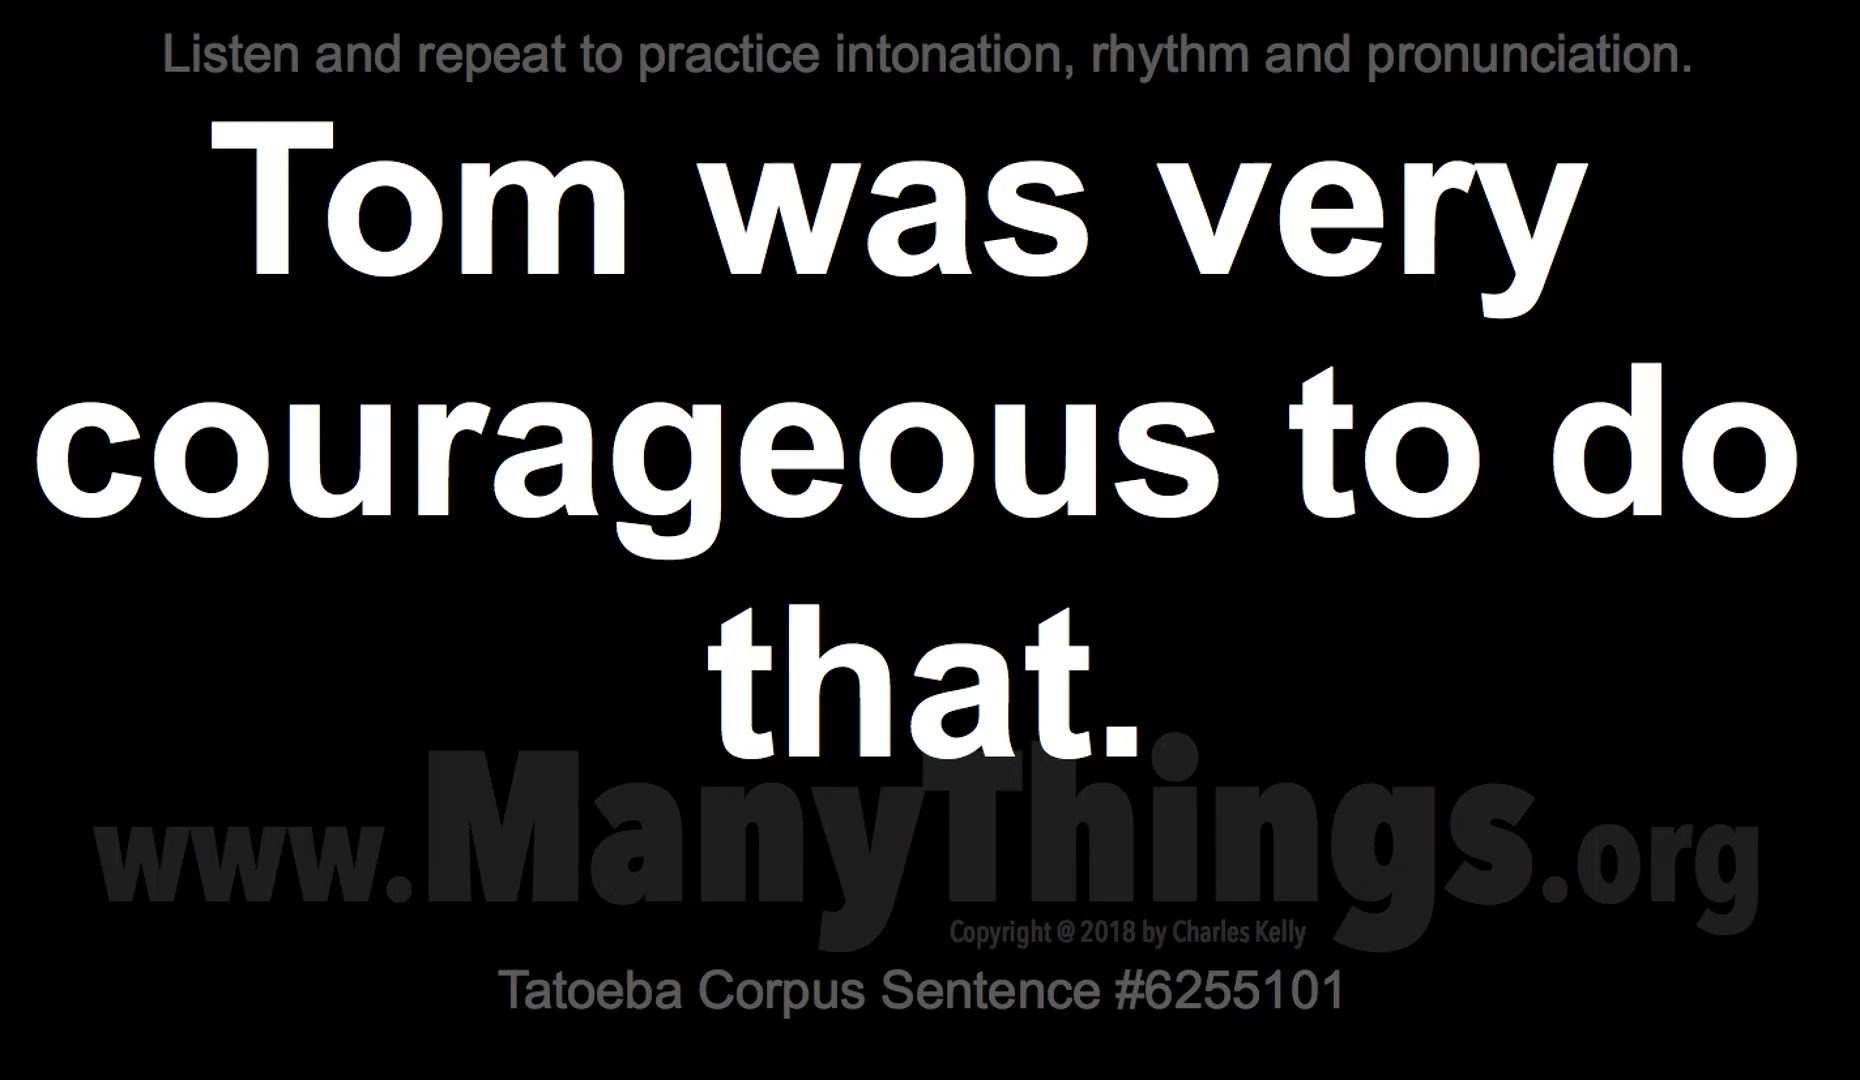 Listen and repeat to practice intonation, rhythm and pronunciation.
Tom was very
courageous to do
that.
www.ManyThings.org
Copyright @ 2018 by Charles Kelly
Tatoeba Corpus Sentence #6255101